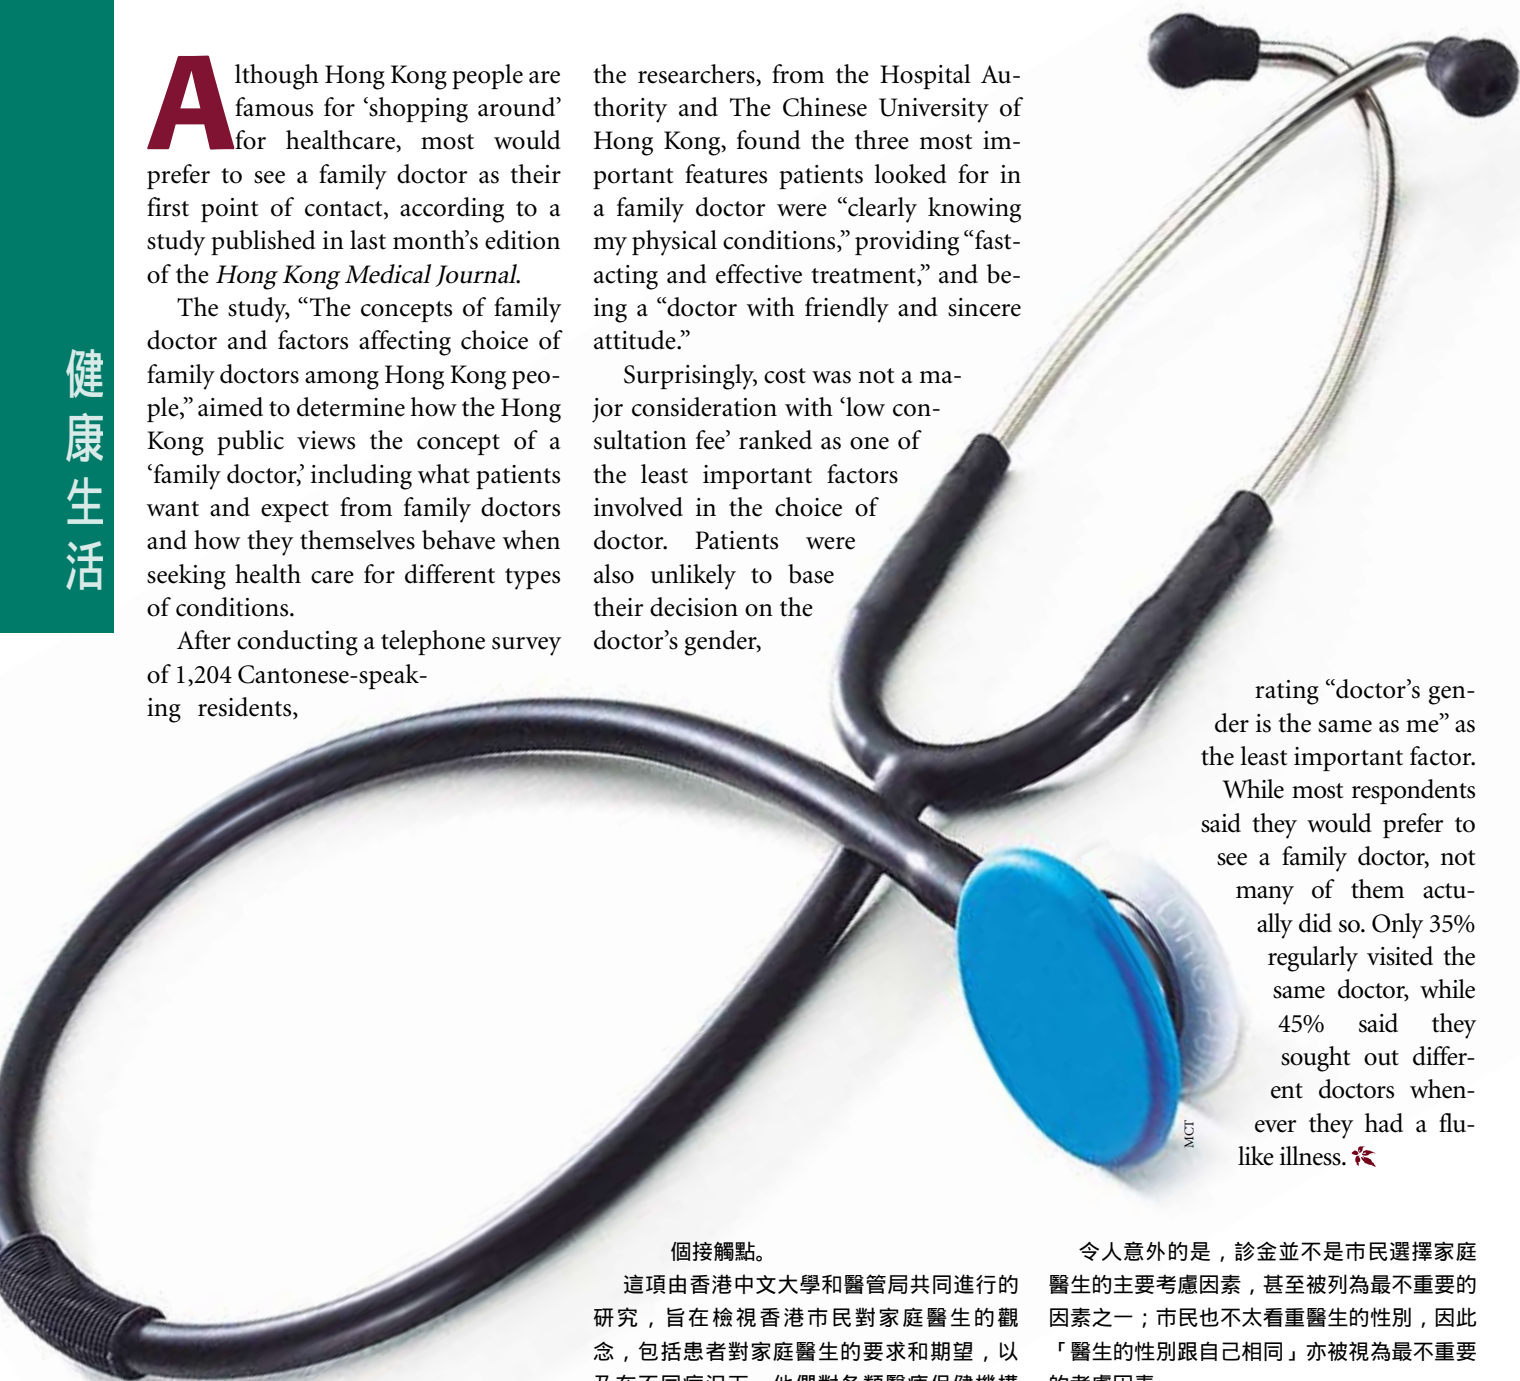 健康生活
Although Hong Kong people are
famous for ‘shopping around’
for healthcare, most would
prefer to see a family doctor as their
first point of contact, according to a
study published in last month’s edition
of the Hong Kong Medical Journal.
The study, “The concepts of family
doctor and factors affecting choice of
family doctors among Hong Kong peo-
ple,” aimed to determine how the Hong
Kong public views the concept of a
‘family doctor,’ including what patients
want and expect from family doctors
and how they themselves behave when
seeking health care for different types
of conditions.
After conducting a telephone survey
of 1,204 Cantonese-speak-
ing residents,
the researchers, from the Hospital Au-
thority and The Chinese University of
Hong Kong, found the three most im-
portant features patients looked for in
a family doctor were “clearly knowing
my physical conditions,” providing “fast-
acting and effective treatment,” and be-
ing a “doctor with friendly and sincere
attitude.”
Surprisingly, cost was not a ma-
jor consideration with ‘low con-
sultation fee’ ranked as one of
the least important factors
involved in the choice of
doctor. Patients were
also unlikely to base
their decision on the
doctor’s gender,
rating “doctor’s gen-
der is the same as me” as
the least important factor.
While most respondents
said they would prefer to
see a family doctor, not
many of them actu-
ally did so. Only 35%
regularly visited the
same doctor, while
45% said they
sought out differ-
ent doctors when-
ever they had a flu-
like illness.
MCT
個接觸點。
這項由香港中文大學和醫管局共同進行的
研究，旨在檢視香港市民對家庭醫生的觀
念，包括患者對家庭醫生的要求和期望，以
令人意外的是，診金並不是市民選擇家庭
醫生的主要考慮因素，甚至被列為最不重要的
因素之一；市民也不太看重醫生的性別，因此
「醫生的性別跟自己相同」亦被視為最不重要